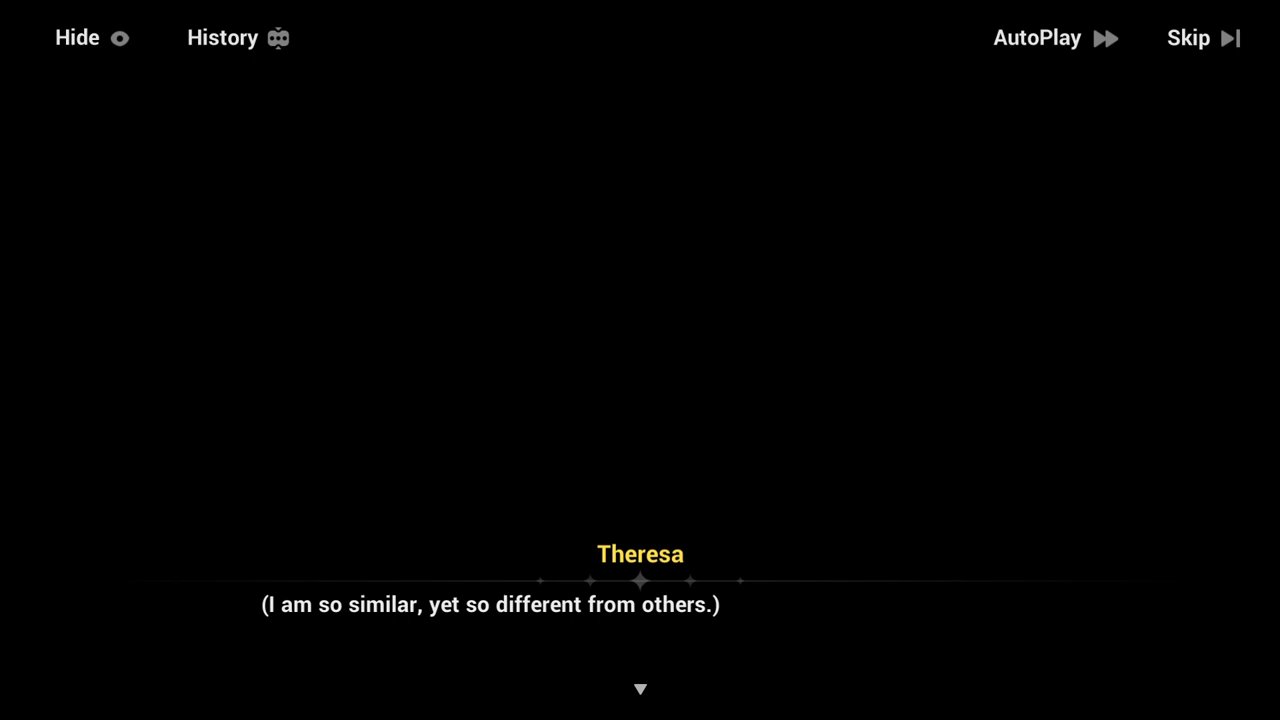 Hide
History
AutoPlay
Skip
Theresa
(I am so similar, yet so different from others.)